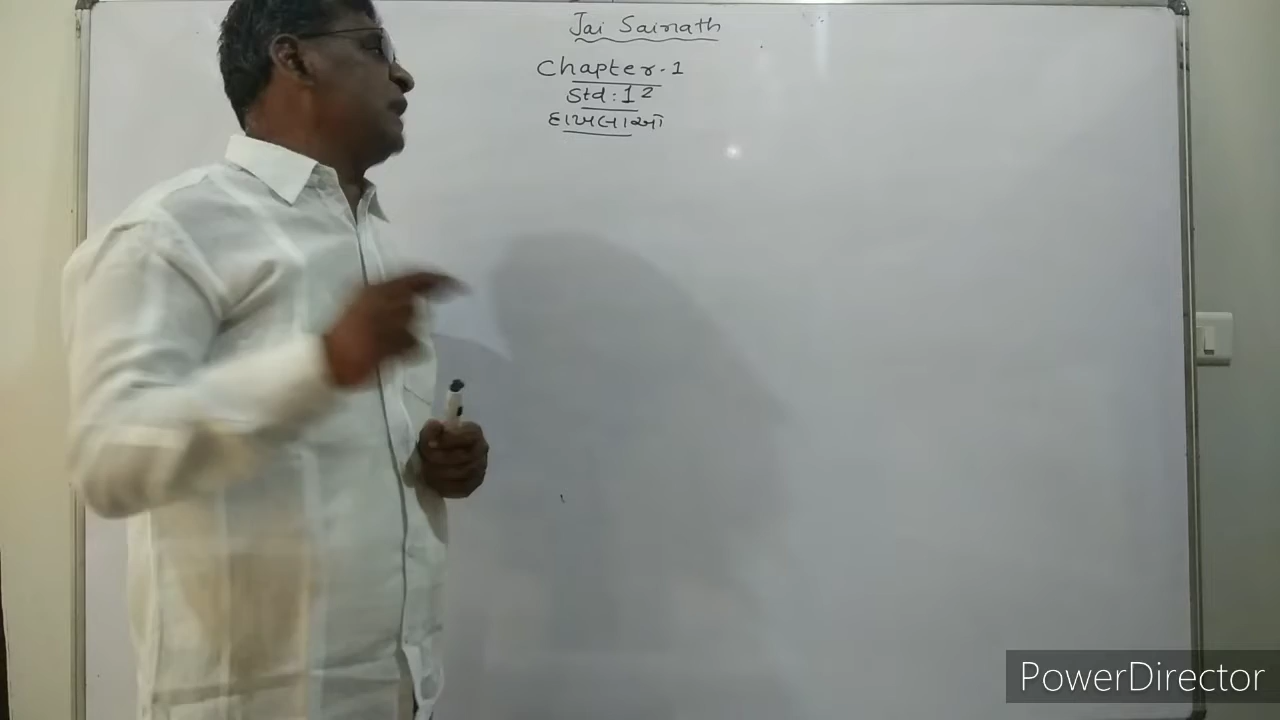 Jai Sainath
Chapter-1
Std: 12
દાખલાઓ
PowerDirector